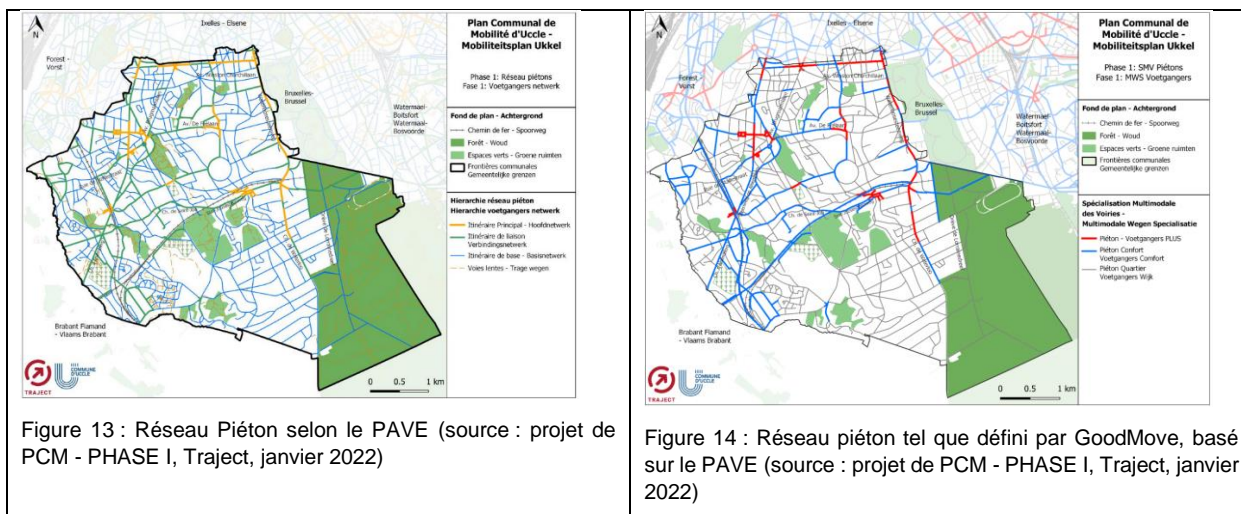 N
Ixelles - Elsene
Forest -
Vorst
Bruxelles-
Brussel
Watermael
Boitsfort
Watermaal-
Bosvoorde
Av. De Fré
Brabant Flamand
- Vlaams Brabant
TRAJECT
COMMUNE
D'UCCLE
0 0.5 1 km
Plan Communal de
Mobilité d'Uccle -
Mobiliteitsplan Ukkel
Phase 1: Réseau piétons
Fase 1: Voetgangers netwerk
Fond de plan - Achtergrond
Chemin de fer - Spoorweg
Forêt - Woud
Espaces verts - Groene ruimten
Frontières communales
Gemeentelijke grenzen
Hierarchie réseau piéton
Hierarchie voetgangers netwerk
Itinéraire Principal - Hoofdnetwerk
Itinéraire de liaison
Verbindingsnetwerk
Itinéraire de base - Basisnetwerk
Voies lentes - Trage wegen
Figure 13 : Réseau Piéton selon le PAVE (source : projet de
PCM - PHASE I, Traject, janvier 2022)
N
Ixelles - Elsene
Forest -
Vorst
Bruxelles-
Brussel
Watermael
Boitsfort
Watermaal-
Bosvoorde
Brabant Flamand
- Vlaams Brabant
TRAJECT
COMMUNE
D'UCCLE
0 0.5 1 km
Plan Communal de
Mobilité d'Uccle -
Mobiliteitsplan Ukkel
Phase 1: SMV Piétons
Fase 1: MWS Voetgangers
Fond de plan - Achtergrond
Chemin de fer - Spoorweg
Forêt - Woud
Espaces verts - Groene ruimten
Frontières communales
Gemeentelijke grenzen
Spécialisation Multimodale
des Voiries -
Multimodale Wegen Specialisatie
Piéton - Voetgangers PLUS
Piéton Confort
Voetgangers Comfort
Piéton Quartier
Voetgangers Wijk
Figure 14 : Réseau piéton tel que défini par GoodMove, basé
sur le PAVE (source : projet de PCM - PHASE I, Traject, janvier
2022)